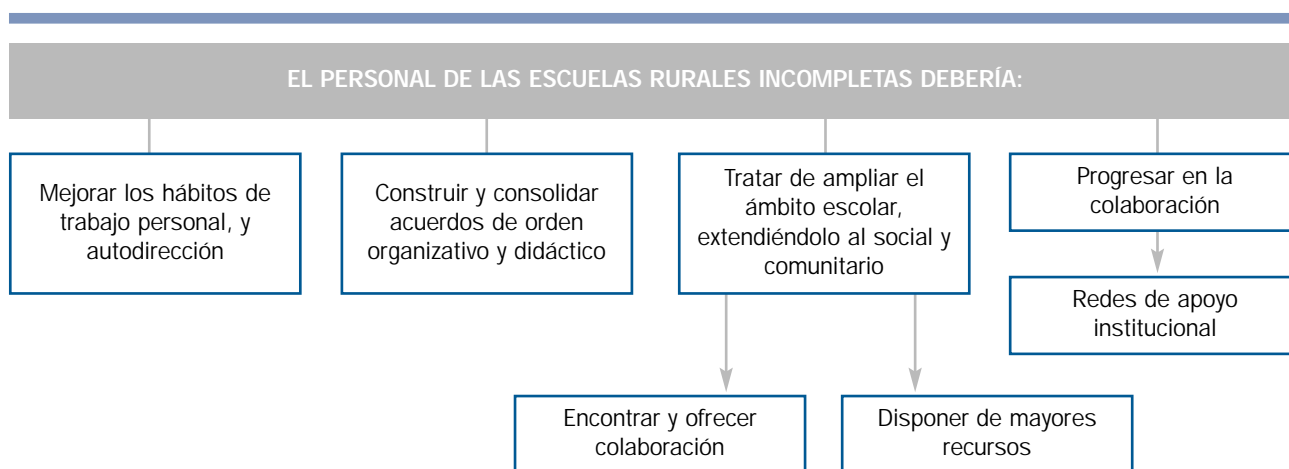 EL PERSONAL DE LAS ESCUELAS RURALES INCOMPLETAS DEBERÍA:
Mejorar los hábitos de
trabajo personal, y
autodirección
Construir y consolidar
acuerdos de orden
organizativo y didáctico
Tratar de ampliar el
ámbito escolar,
extendiéndolo al social y
comunitario
Progresar en la
colaboración
Redes de apoyo
institucional
Encontrar y ofrecer
colaboración
Disponer de mayores
recursos